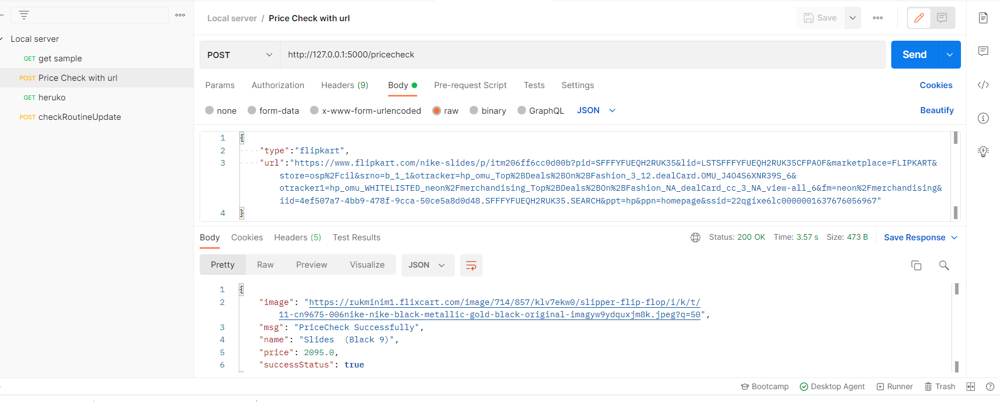 Local server / Price Check with url
Save
Local server
GET get sample
POST Price Check with url
GET heruko
POST checkRoutineUpdate
POST
http://127.0.0.1:5000/pricecheck
Send
Params Authorization Headers (9) Body Pre-request Script Tests Settings Cookies
none form-data x-www-form-urlencoded raw binary GraphQL JSON Beautify
1 {
2 "type":"flipkart",
3 "url":"https://www.flipkart.com/nike-slides/p/itm206ff6cc0d00b?pid=SFFFYFUEQH2RUK35&lid=LSTSFFFYFUEQH2RUK35CFPAOF&marketplace=FLIPKART&
store=osp%2Fcil&srno=b_1_1&otracker=hp_omu_Top%2BDeals%2BOn%2BFashion_3_12.dealCard.OMU_J4O4S6XNR39S_6&
otracker1=hp_omu_WHITELISTED_neon%2Fmerchandising_Top%2BDeals%2BOn%2BFashion_NA_dealCard_cc_3_NA_view-all_6&fm=neon%2Fmerchandising&
iid=4ef507a7-4bb9-478f-9cca-50ce5a8d0d48.SFFFYFUEQH2RUK35.SEARCH&ppt=hp&ppn=homepage&ssid=22qgixe6lc0000001637676056967"
4 }
Body Cookies Headers (5) Test Results Status: 200 OK Time: 3.57 s Size: 473 B Save Response
Pretty Raw Preview Visualize JSON
1 {
2 "image": "https://rukminim1.flixcart.com/image/714/857/klv7ekw0/slipper-flip-flop/i/k/t/
11-cn9675-006nike-nike-black-metallic-gold-black-original-imagyw9ydquxjm8k.jpeg?q=50",
3 "msg": "PriceCheck Successfully",
4 "name": "Slides  (Black 9)",
5 "price": 2095.0,
6 "successStatus": true
Bootcamp Desktop Agent Runner Trash